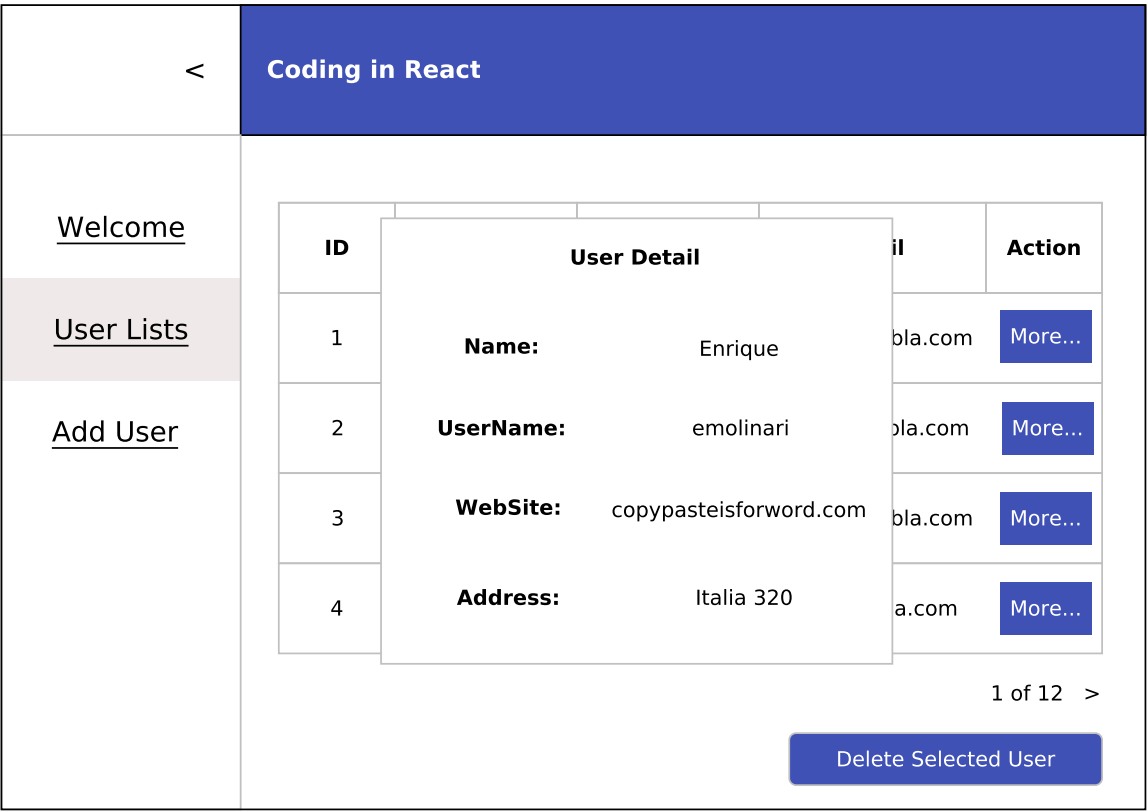 <
Coding in React
Welcome
User Lists
Add User
ID il Action
User Detail
1 bla.com More...
Name: Enrique
2 la.com More...
UserName: emolinari
3 bla.com More...
WebSite: copypasteisforword.com
4 a.com More...
Address: Italia 320
1 of 12 >
Delete Selected User